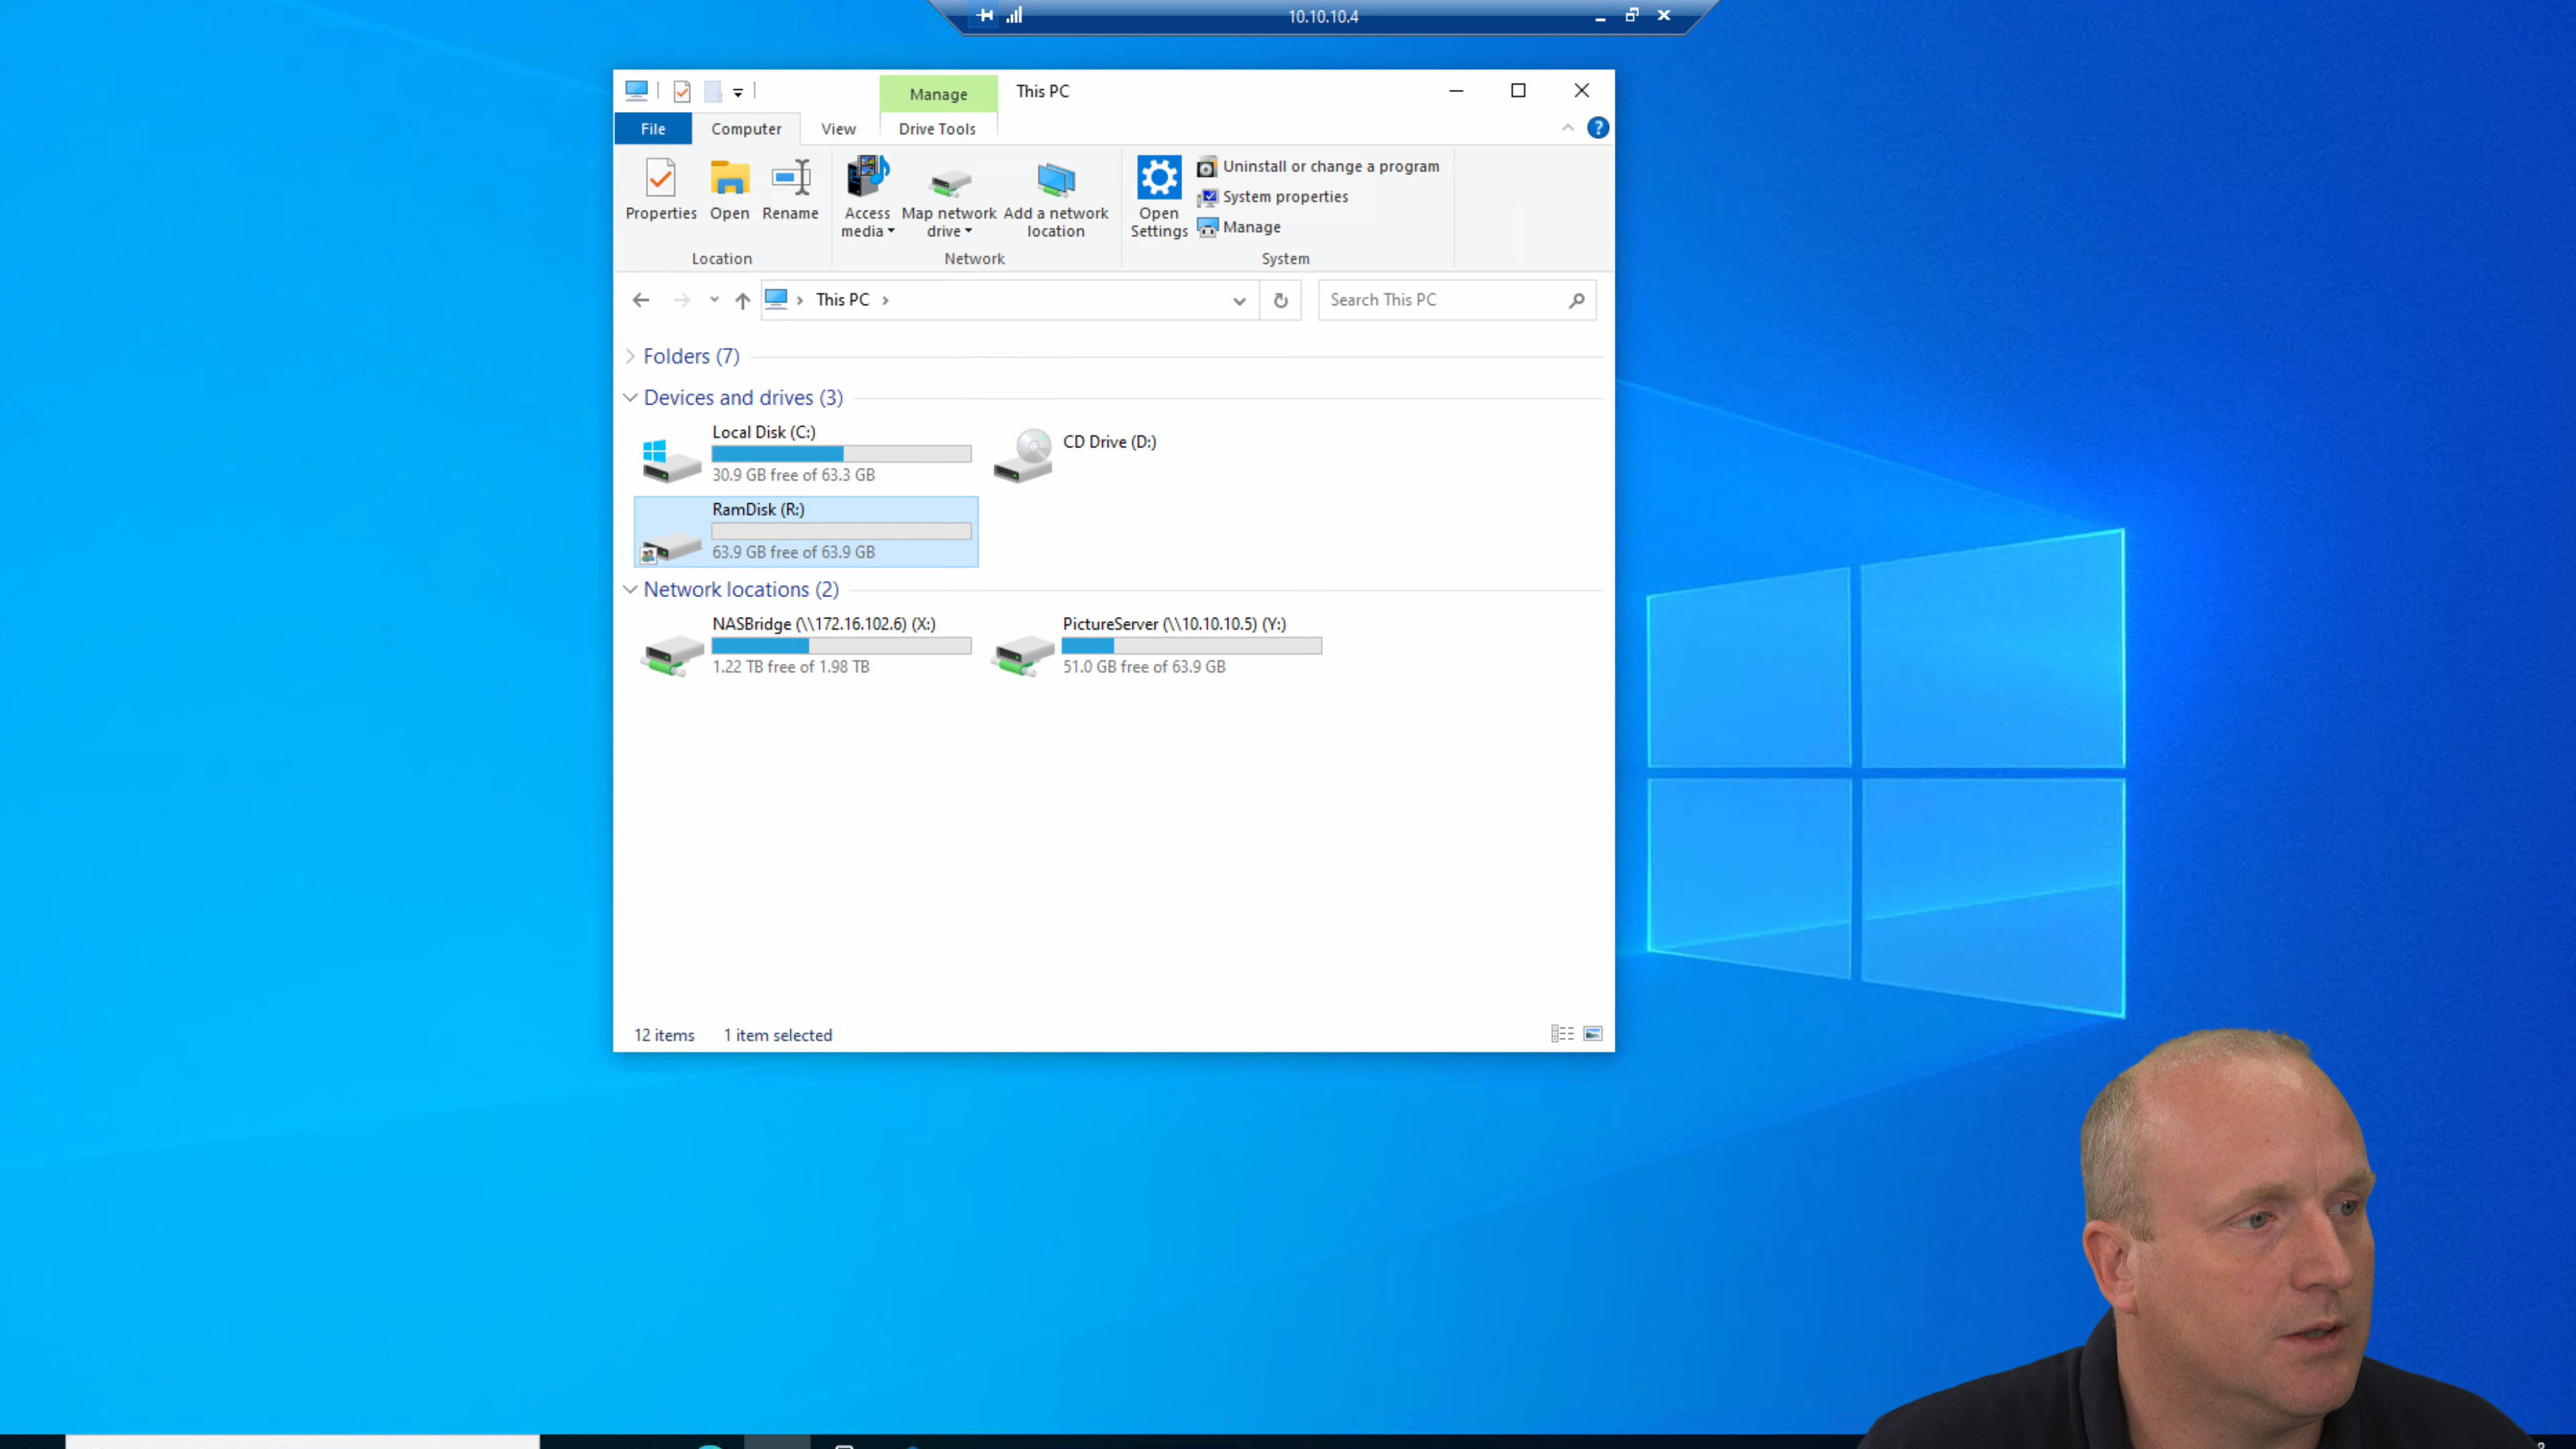 10.10.10.4
Manage
This PC
File
Computer
View
Drive Tools
Properties
Open
Rename
Access
media
Map network
drive
Add a network
location
Open
Settings
Uninstall or change a program
System properties
Manage
Location
Network
System
This PC
Search This PC
Folders (7)
Devices and drives (3)
Local Disk (C:)
30.9 GB free of 63.3 GB
CD Drive (D:)
RamDisk (R:)
63.9 GB free of 63.9 GB
Network locations (2)
NASBridge (\\172.16.102.6) (X:)
1.22 TB free of 1.98 TB
PictureServer (\\10.10.10.5) (Y:)
51.0 GB free of 63.9 GB
12 items
1 item selected